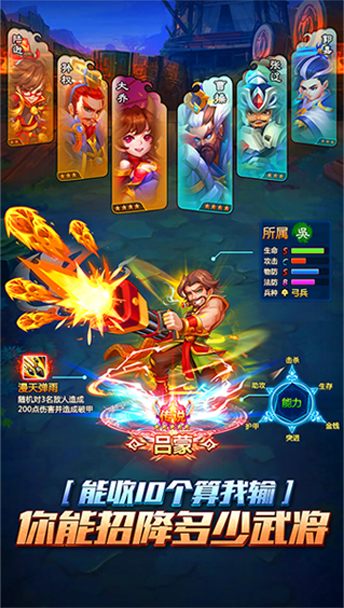 陆逊
孙权
大乔
曹操
张辽
郭嘉
所属 吴
生命 S
攻击 C
物防 S
法防 B
兵种 弓兵
漫天弹雨
随机对3名敌人造成
200点伤害并造成破甲
传说
吕蒙
击杀
助攻
生存
能力
护甲
金钱
突进
【能收10个算我输】
你能招降多少武将